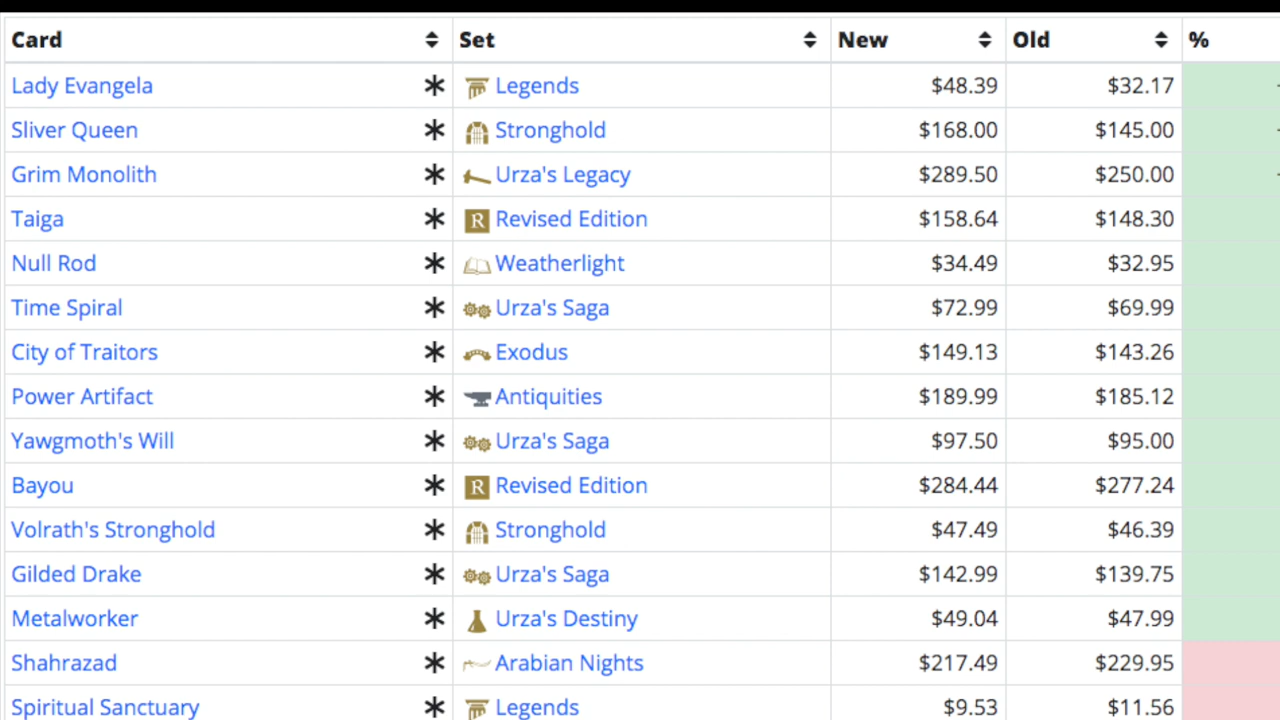 Card Set New Old %
Lady Evangela * Legends $48.39 $32.17
Sliver Queen * Stronghold $168.00 $145.00
Grim Monolith * Urza's Legacy $289.50 $250.00
Taiga * R Revised Edition $158.64 $148.30
Null Rod * Weatherlight $34.49 $32.95
Time Spiral * Urza's Saga $72.99 $69.99
City of Traitors * Exodus $149.13 $143.26
Power Artifact * Antiquities $189.99 $185.12
Yawgmoth's Will * Urza's Saga $97.50 $95.00
Bayou * R Revised Edition $284.44 $277.24
Volrath's Stronghold * Stronghold $47.49 $46.39
Gilded Drake * Urza's Saga $142.99 $139.75
Metalworker * Urza's Destiny $49.04 $47.99
Shahrazad * Arabian Nights $217.49 $229.95
Spiritual Sanctuary * Legends $9.53 $11.56